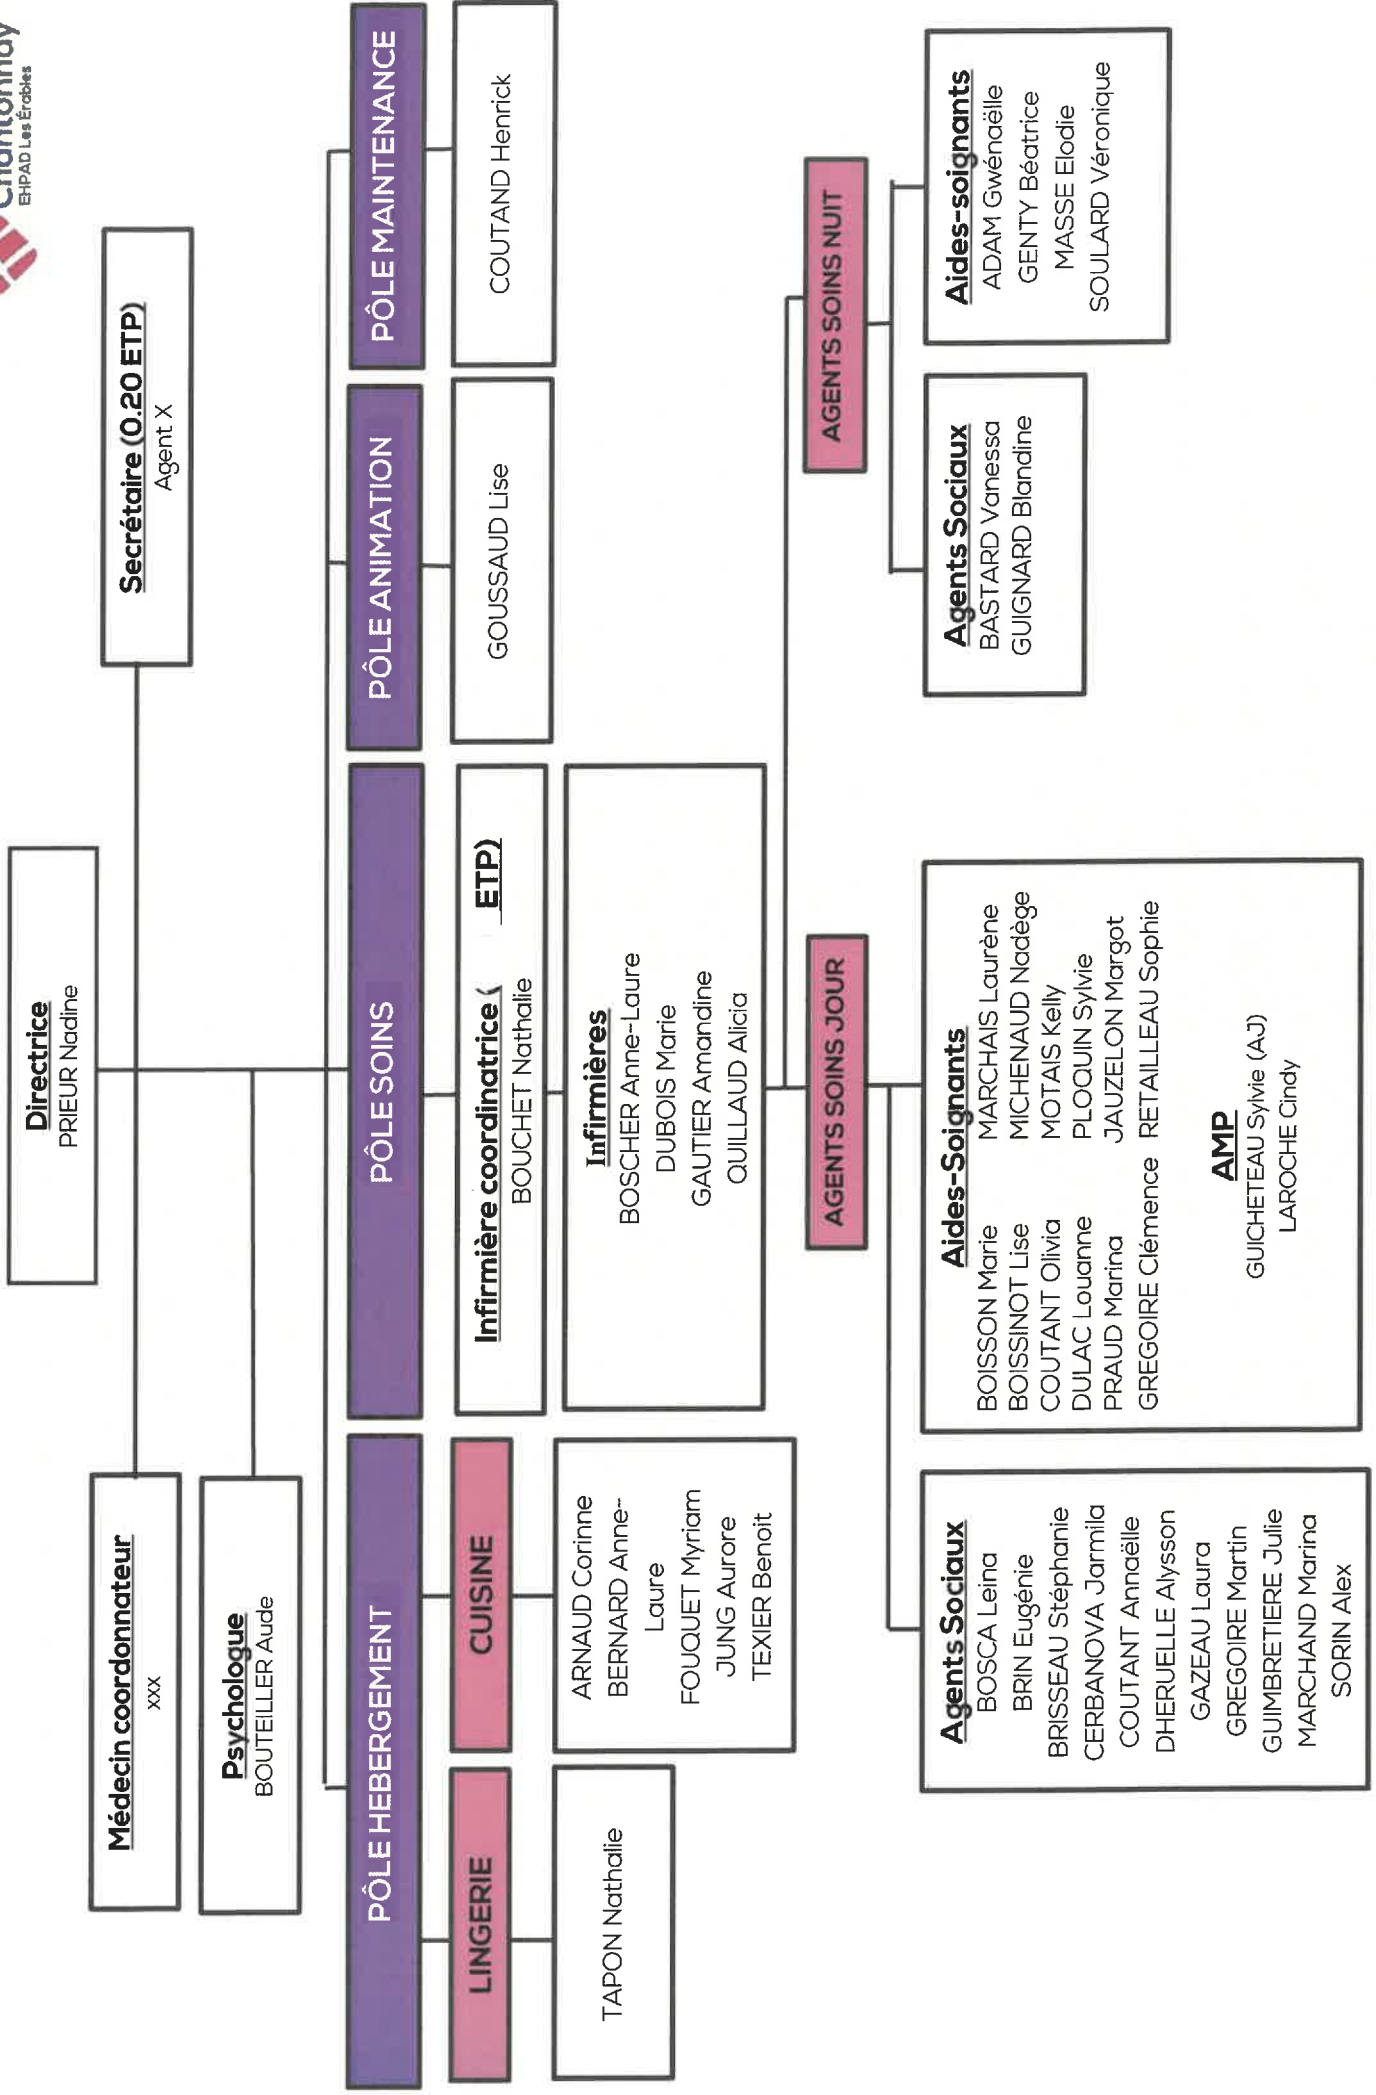 Chantonnay
EHPAD Les Érables
Directrice
PRIEUR Nadine
Médecin coordonnateur
xxx
Secrétaire (0.20 ETP)
Agent X
Psychologue
BOUTEILLER Aude
PÔLE HEBERGEMENT
PÔLE SOINS
PÔLE ANIMATION
PÔLE MAINTENANCE
LINGERIE
CUISINE
Infirmière coordinatrice ( ETP)
BOUCHET Nathalie
GOUSSAUD Lise
COUTAND Henrick
TAPON Nathalie
ARNAUD Corinne
BERNARD Anne-
Laure
FOUQUET Myriam
JUNG Aurore
TEXIER Benoit
Infirmières
BOSCHER Anne-Laure
DUBOIS Marie
GAUTIER Amandine
QUILLAUD Alicia
AGENTS SOINS JOUR
AGENTS SOINS NUIT
Agents Sociaux
BOSCA Leina
BRIN Eugénie
BRISSEAU Stéphanie
CERBANOVA Jarmila
COUTANT Annaëlle
DHERUELLE Alysson
GAZEAU Laura
GREGOIRE Martin
GUIMBRETIERE Julie
MARCHAND Marina
SORIN Alex
Aides-Soignants
BOISSON Marie MARCHAIS Laurène
BOISSINOT Lise MICHENAUD Nadège
COUTANT Olivia MOTAIS Kelly
DULAC Louanne PLOQUIN Sylvie
PRAUD Marina JAUZELON Margot
GREGOIRE Clémence RETAILLEAU Sophie
AMP
GUICHETEAU Sylvie (AJ)
LAROCHE Cindy
Agents Sociaux
BASTARD Vanessa
GUIGNARD Blandine
Aides-soignants
ADAM Gwénaëlle
GENTY Béatrice
MASSE Elodie
SOULARD Véronique